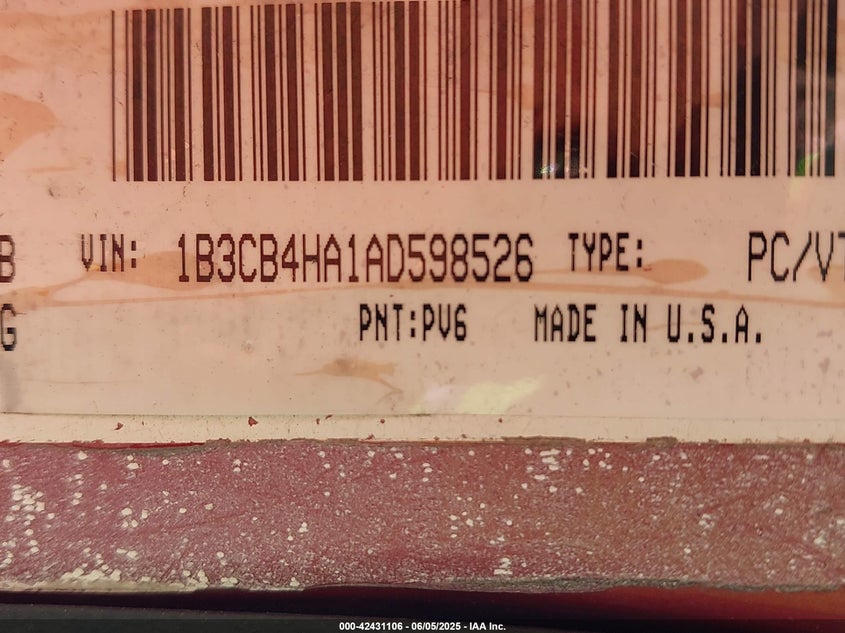 B VIN: 1B3CB4HA1AD598526 TYPE: PC/V
G PNT:PV6 MADE IN U.S.A.
000-42431106 - 06/05/2025 - IAA Inc.